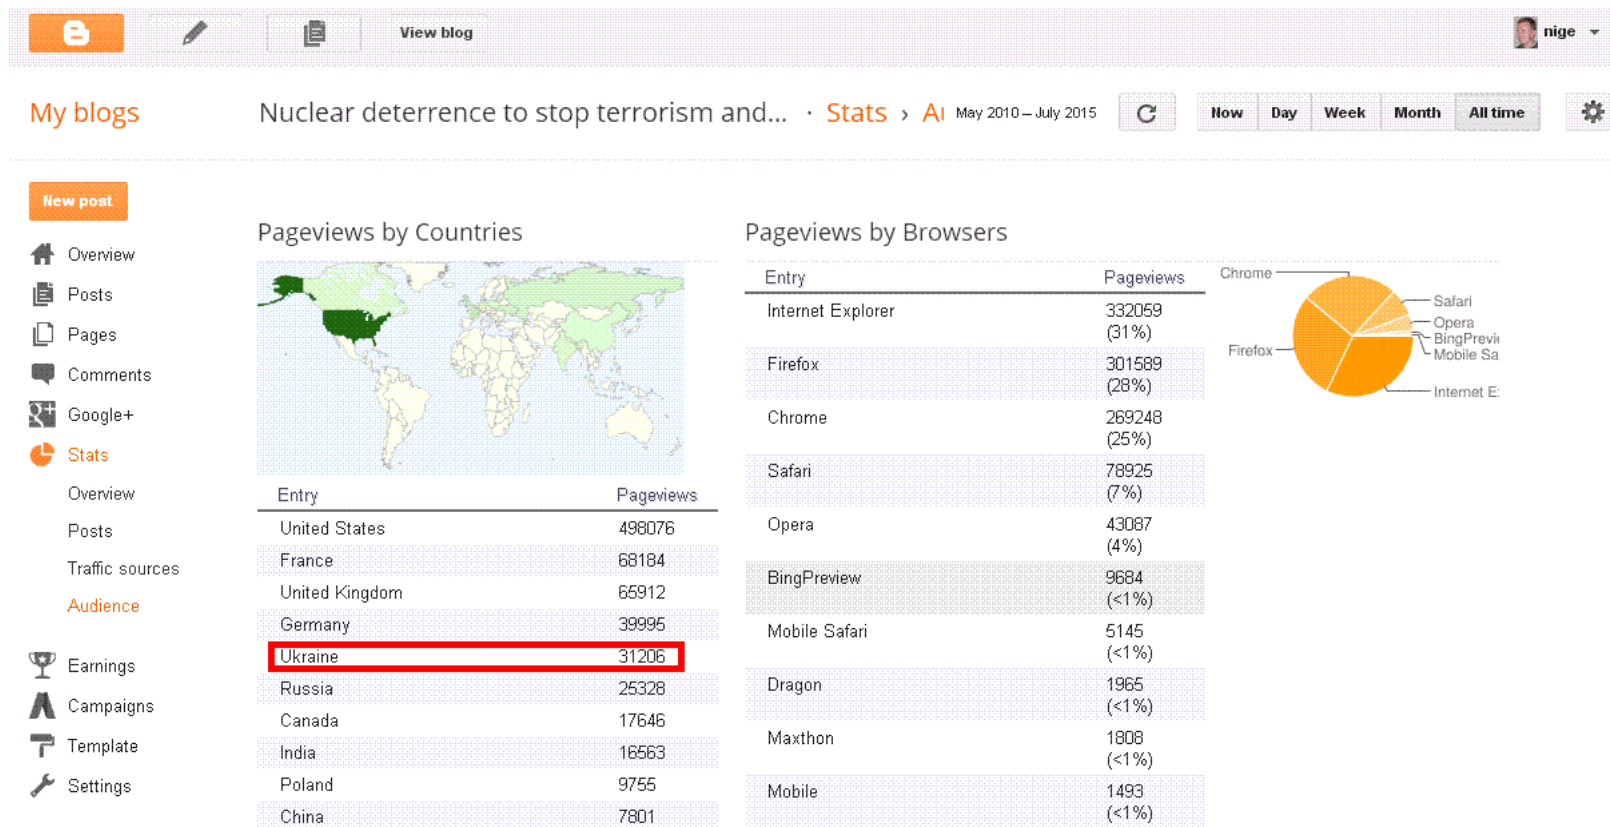 View blog
nige
My blogs
Nuclear deterrence to stop terrorism and... · Stats › Au
May 2010 – July 2015
Now
Day
Week
Month
All time
New post
Overview
Posts
Pages
Comments
Google+
Stats
Overview
Posts
Traffic sources
Audience
Earnings
Campaigns
Template
Settings
Pageviews by Countries
Entry Pageviews
United States 498076
France 68184
United Kingdom 65912
Germany 39995
Ukraine 31206
Russia 25328
Canada 17646
India 16563
Poland 9755
China 7801
Pageviews by Browsers
Entry Pageviews
Internet Explorer 332059
(31%)
Firefox 301589
(28%)
Chrome 269248
(25%)
Safari 78925
(7%)
Opera 43087
(4%)
BingPreview 9684
(<1%)
Mobile Safari 5145
(<1%)
Dragon 1965
(<1%)
Maxthon 1808
(<1%)
Mobile 1493
(<1%)
Chrome
Safari
Opera
BingPrevi
Mobile Sa
Firefox
Internet E